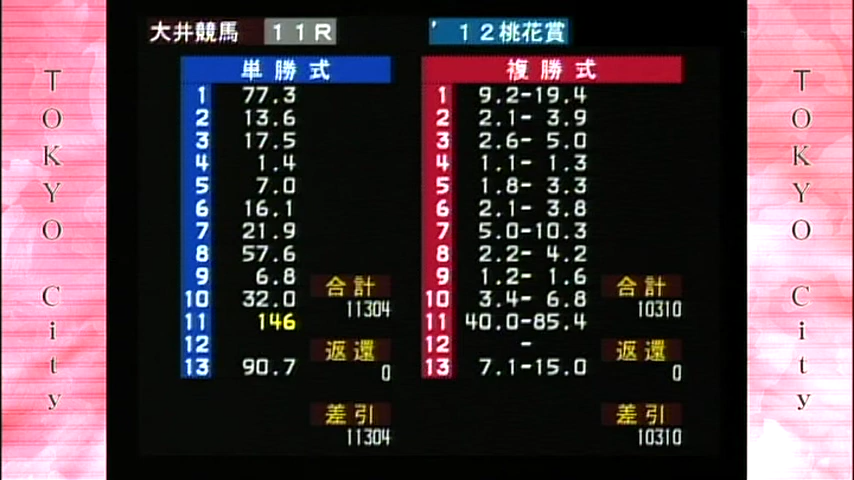 大井競馬 11R '12桃花賞
単勝式 複勝式
1 77.3 1 9.2-19.4
2 13.6 2 2.1- 3.9
3 17.5 3 2.6- 5.0
4 1.4 4 1.1- 1.3
5 7.0 5 1.8- 3.3
6 16.1 6 2.1- 3.8
7 21.9 7 5.0-10.3
8 57.6 8 2.2- 4.2
9 6.8 9 1.2- 1.6
合計 合計
10 32.0 10 3.4- 6.8
11304 10310
11 146 11 40.0-85.4
12 12 -
返還 返還
13 90.7 13 7.1-15.0
0 0
差引 差引
11304 10310
TOKYO City
TOKYO City